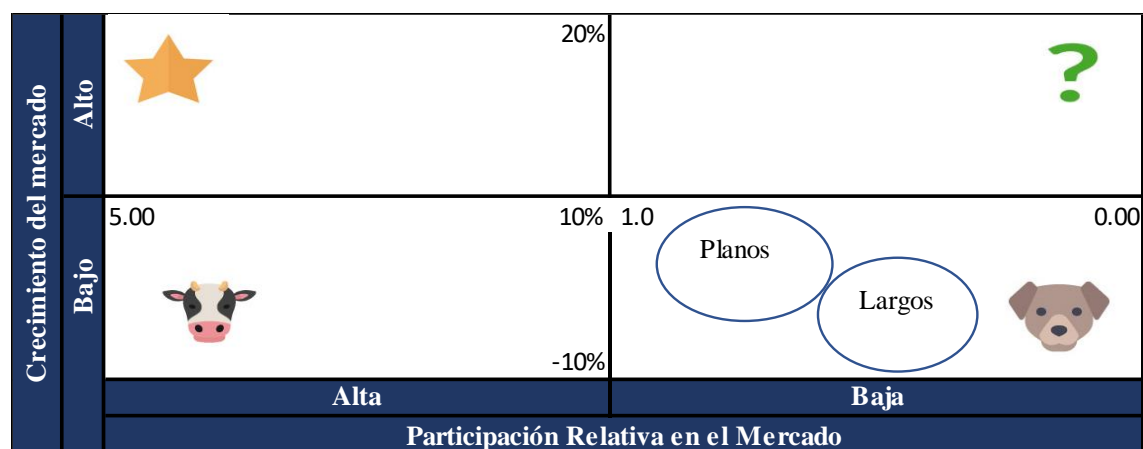 Crecimiento del mercado
Alto
20%
?
Bajo
5.00 10% 1.0 0.00
Planos
Largos
-10%
Alta Baja
Participación Relativa en el Mercado